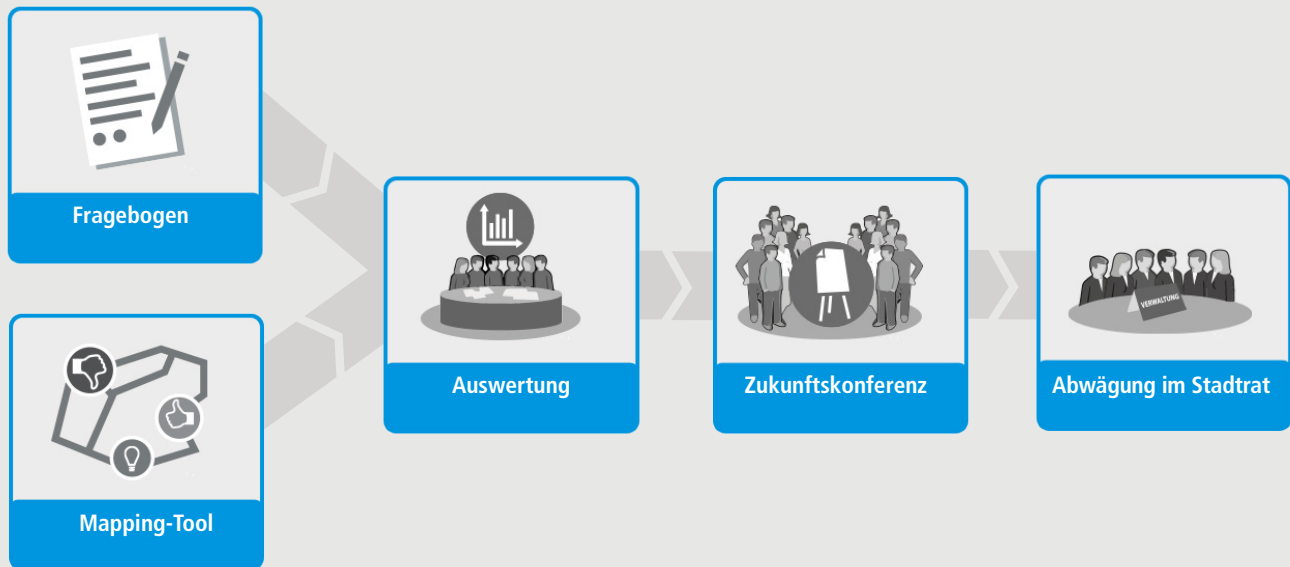 Fragebogen
Mapping-Tool
Auswertung
Zukunftskonferenz
VERWALTUNG
Abwägung im Stadtrat